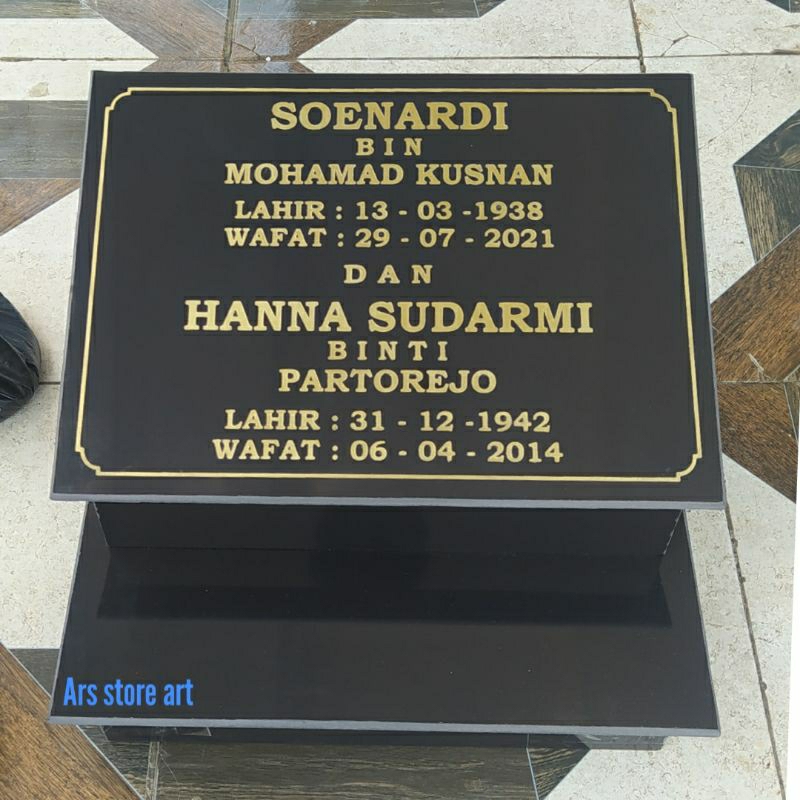 SOENARDI
BIN
MOHAMAD KUSNAN
LAHIR : 13 - 03 -1938
WAFAT : 29 - 07 - 2021
DAN
HANNA SUDARMI
BINTI
PARTOREJO
LAHIR : 31 - 12 -1942
WAFAT : 06 - 04 - 2014
Ars store art